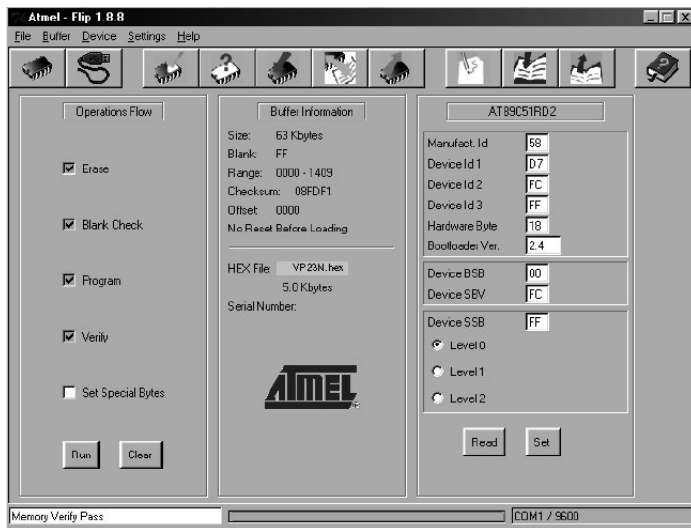 Atmel - Flip 1.8.8
File Buffer Device Settings Help
Operations Flow
Erase
Blank Check
Program
Verify
Set Special Bytes
Run Clear
Buffer Information
Size: 63 Kbytes
Blank: FF
Range: 0000 - 1409
Checksum: 08FDF1
Offset: 0000
No Reset Before Loading
HEX File: VP23N.hex
5.0 Kbytes
Serial Number:
ATMEL
AT89C51RD2
Manufact. Id 58
Device Id 1 D7
Device Id 2 FC
Device Id 3 FF
Hardware Byte 18
Bootloader Ver. 2.4
Device BSB 00
Device SBV FC
Device SSB FF
Level 0
Level 1
Level 2
Read Set
Memory Verify Pass
COM1 / 9600